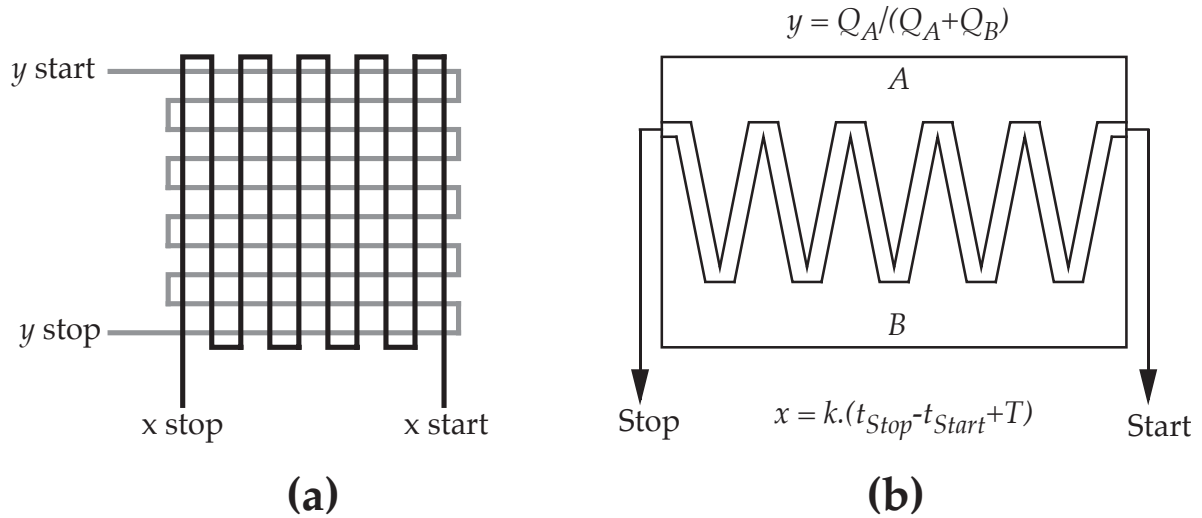 y start
y stop
x stop
x start
(a)
y = Q_A/(Q_A+Q_B)
A
B
Stop
x = k.(t_Stop-t_Start+T)
Start
(b)